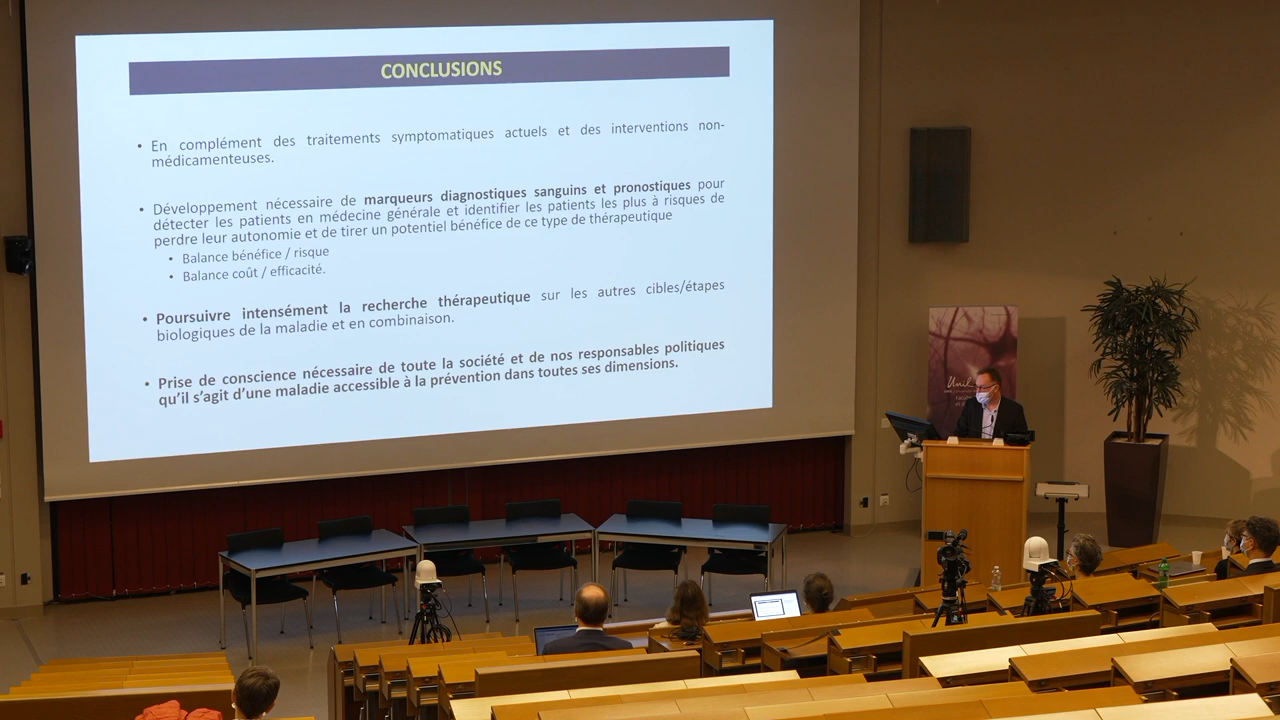 CONCLUSIONS
• En complément des traitements symptomatiques actuels et des interventions non-
médicamenteuses.
• Développement nécessaire de marqueurs diagnostiques sanguins et pronostiques pour
détecter les patients en médecine générale et identifier les patients les plus à risques de
perdre leur autonomie et de tirer un potentiel bénéfice de ce type de thérapeutique
• Balance bénéfice / risque
• Balance coût / efficacité.
• Poursuivre intensément la recherche thérapeutique sur les autres cibles/étapes
biologiques de la maladie et en combinaison.
• Prise de conscience nécessaire de toute la société et de nos responsables politiques
qu'il s'agit d'une maladie accessible à la prévention dans toutes ses dimensions.
Unil